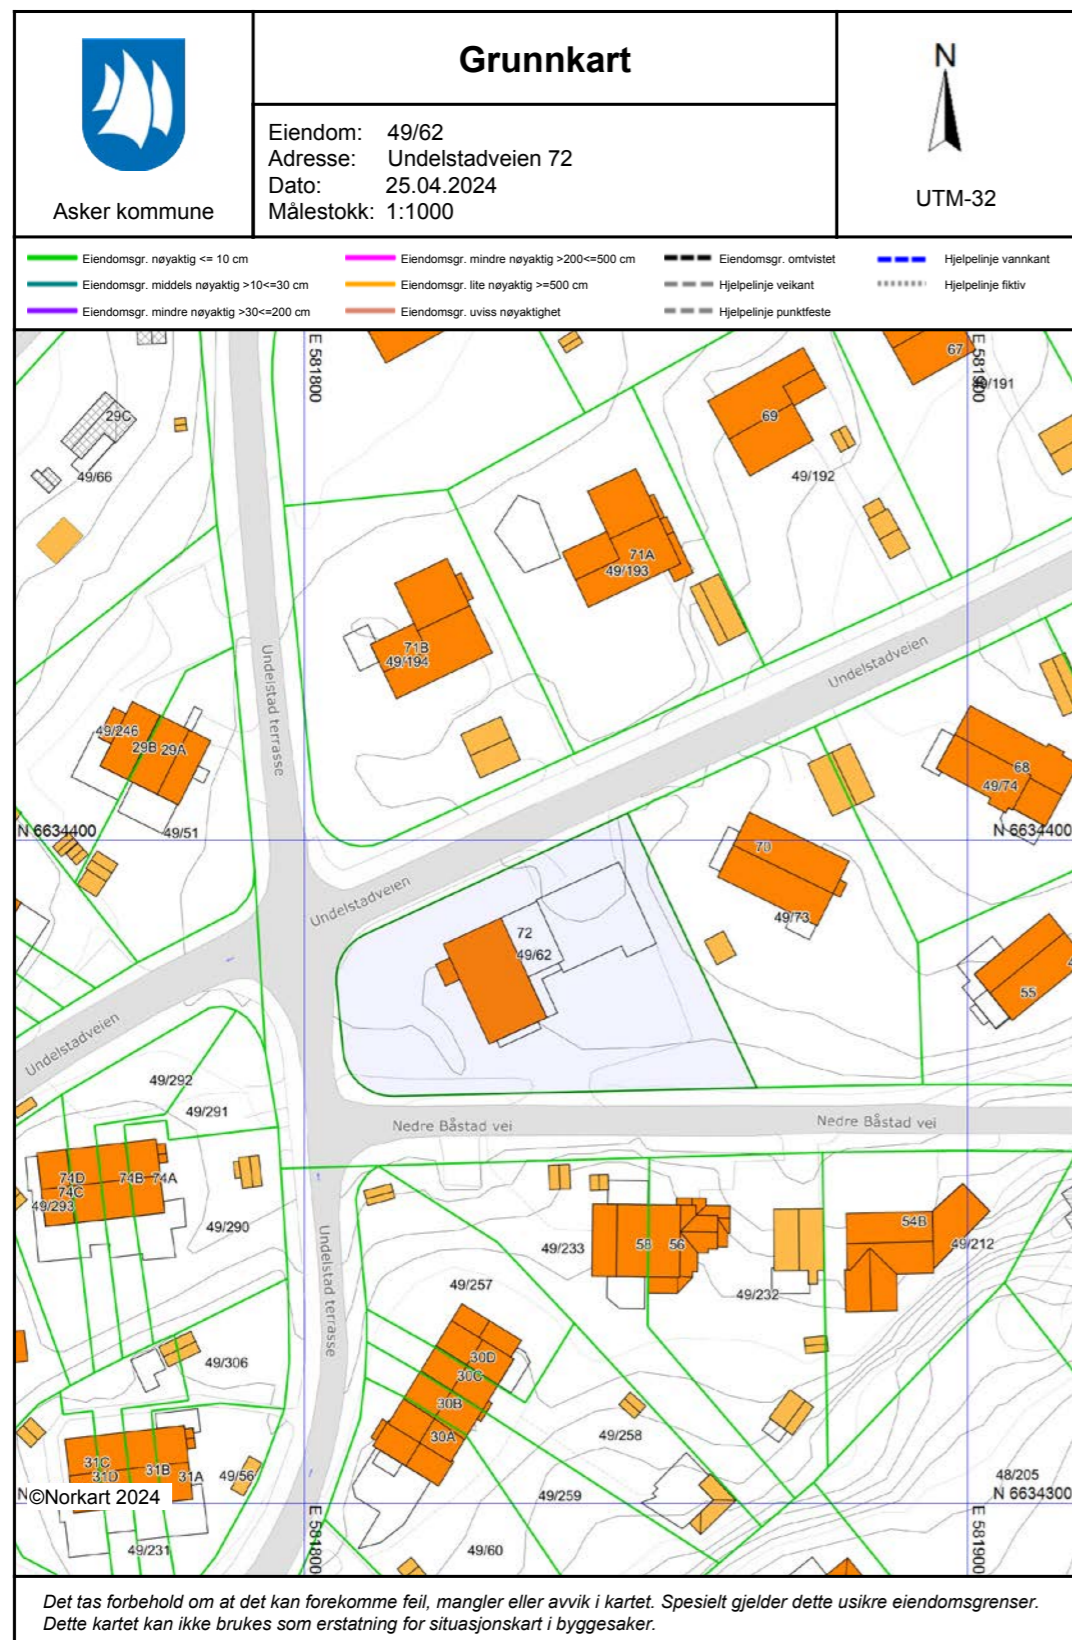 Asker kommune
Grunnkart
Eiendom: 49/62
Adresse: Undelstadveien 72
Dato: 25.04.2024
Målestokk: 1:1000
N
UTM-32
Eiendomsgr. nøyaktig <= 10 cm
Eiendomsgr. middels nøyaktig >10<=30 cm
Eiendomsgr. mindre nøyaktig >30<=200 cm
Eiendomsgr. mindre nøyaktig >200<=500 cm
Eiendomsgr. lite nøyaktig >=500 cm
Eiendomsgr. uviss nøyaktighet
Eiendomsgr. omtvistet
Hjelpelinje veikant
Hjelpelinje punktfeste
Hjelpelinje vannkant
Hjelpelinje fiktiv
E 581800
E 581900
67
49/191
29C
49/66
69
49/192
71A
49/193
71B
49/194
Undelstad terrasse
Undelstadveien
49/246
29B
29A
49/51
68
49/74
N 6634400
N 6634400
70
49/73
Undelstadveien
72
49/62
55
Undelstadveien
49/292
49/291
Nedre Båstad vei
Nedre Båstad vei
74D
74C
74B
74A
49/293
49/290
Undelstad terrasse
49/233
58
56
54B
49/212
49/257
49/232
49/306
30D
30C
30B
30A
49/258
31C
31D
31B
31A
49/56
49/259
48/205
N 6634300
N
©Norkart 2024
49/231
49/60
E 581800
E 581900
Det tas forbehold om at det kan forekomme feil, mangler eller avvik i kartet. Spesielt gjelder dette usikre eiendomsgrenser.
Dette kartet kan ikke brukes som erstatning for situasjonskart i byggesaker.